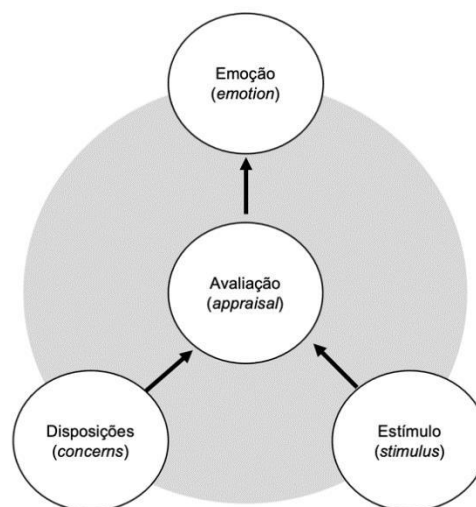 Emoção
(emotion)
Avaliação
(appraisal)
Disposições
(concerns)
Estímulo
(stimulus)